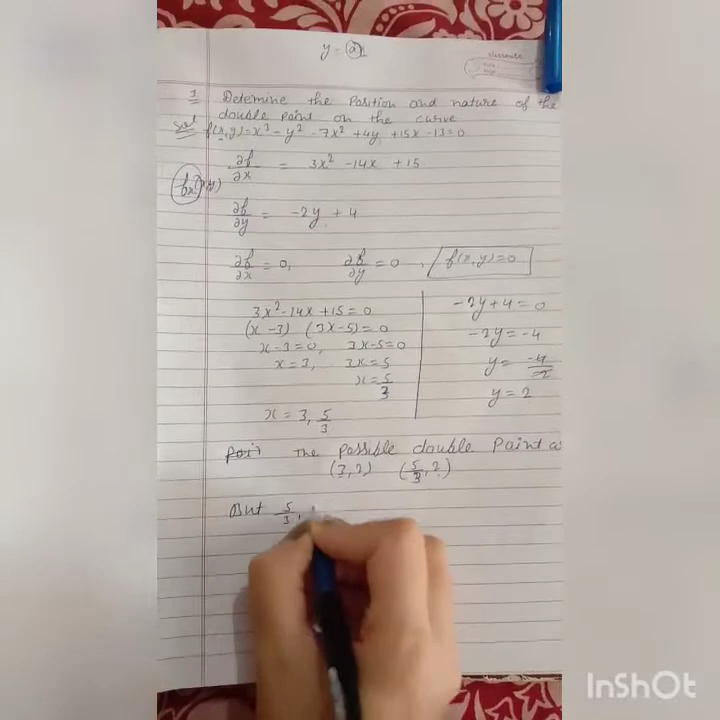 y = 21
classmate
1 Determine the Position and nature of the
double point on the curve
Sol f(x,y)=x³ - y² - 7x² + 4y + 15x - 13 = 0
∂f/∂x = 3x² - 14x + 15
∂f/∂y = -2y + 4
∂f/∂x = 0, ∂f/∂y = 0, f(x,y)=0
3x² - 14x + 15 = 0
(x - 3) (3x - 5) = 0
x - 3 = 0, 3x - 5 = 0
x = 3, 3x = 5
x = 5/3
x = 3, 5/3
-2y + 4 = 0
-2y = -4
y = -4/-2
y = 2
The possible double Point
(3, 2) (5/3, 2)
But 5/3,
InShOt